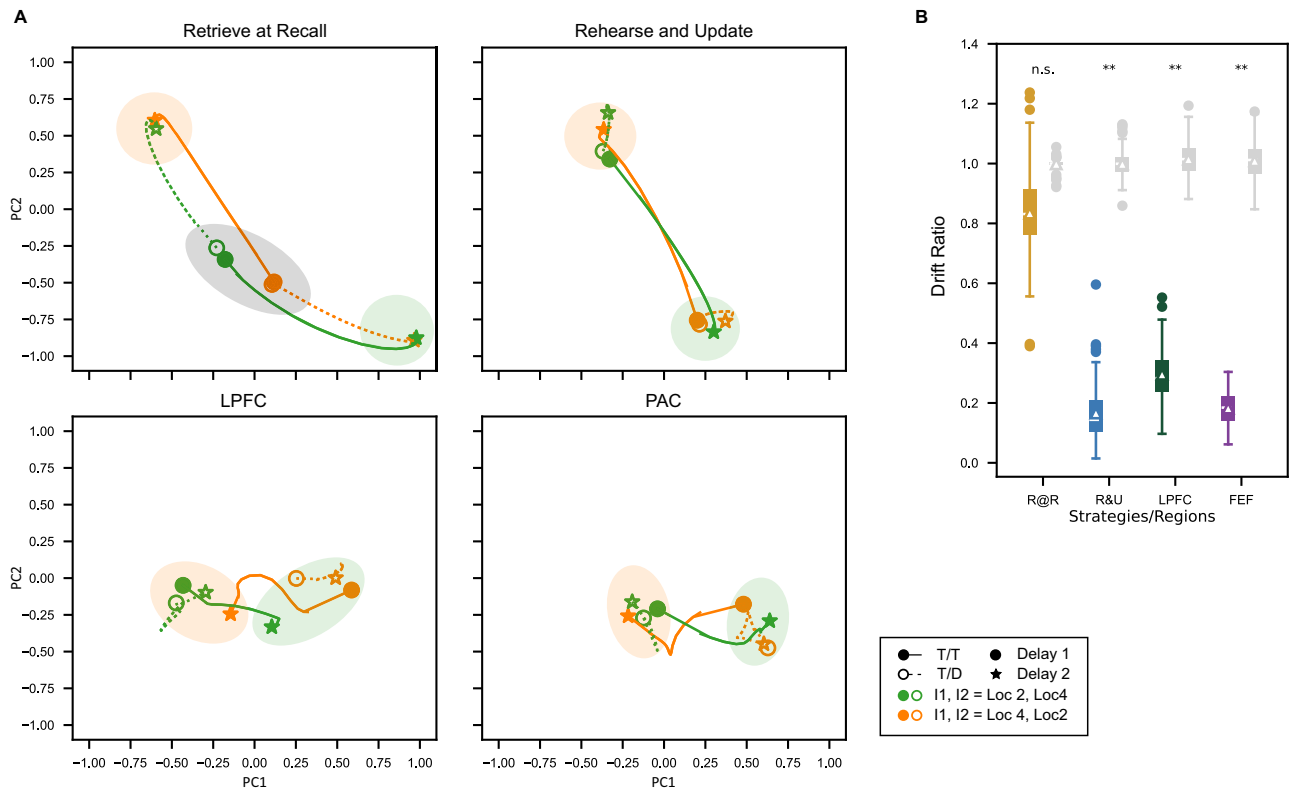 A
Retrieve at Recall
Rehearse and Update
1.00
0.75
0.50
0.25
0.00
−0.25
−0.50
−0.75
−1.00
PC2
LPFC
PAC
1.00
0.75
0.50
0.25
0.00
−0.25
−0.50
−0.75
−1.00
PC2
−1.00 −0.75 −0.50 −0.25 0.00 0.25 0.50 0.75 1.00
PC1
−1.00 −0.75 −0.50 −0.25 0.00 0.25 0.50 0.75 1.00
PC1
B
1.4
1.2
1.0
0.8
0.6
0.4
0.2
0.0
Drift Ratio
n.s. ** ** **
R@R R&U LPFC FEF
Strategies/Regions
T/T Delay 1
T/D Delay 2
I1, I2 = Loc 2, Loc4
I1, I2 = Loc 4, Loc2